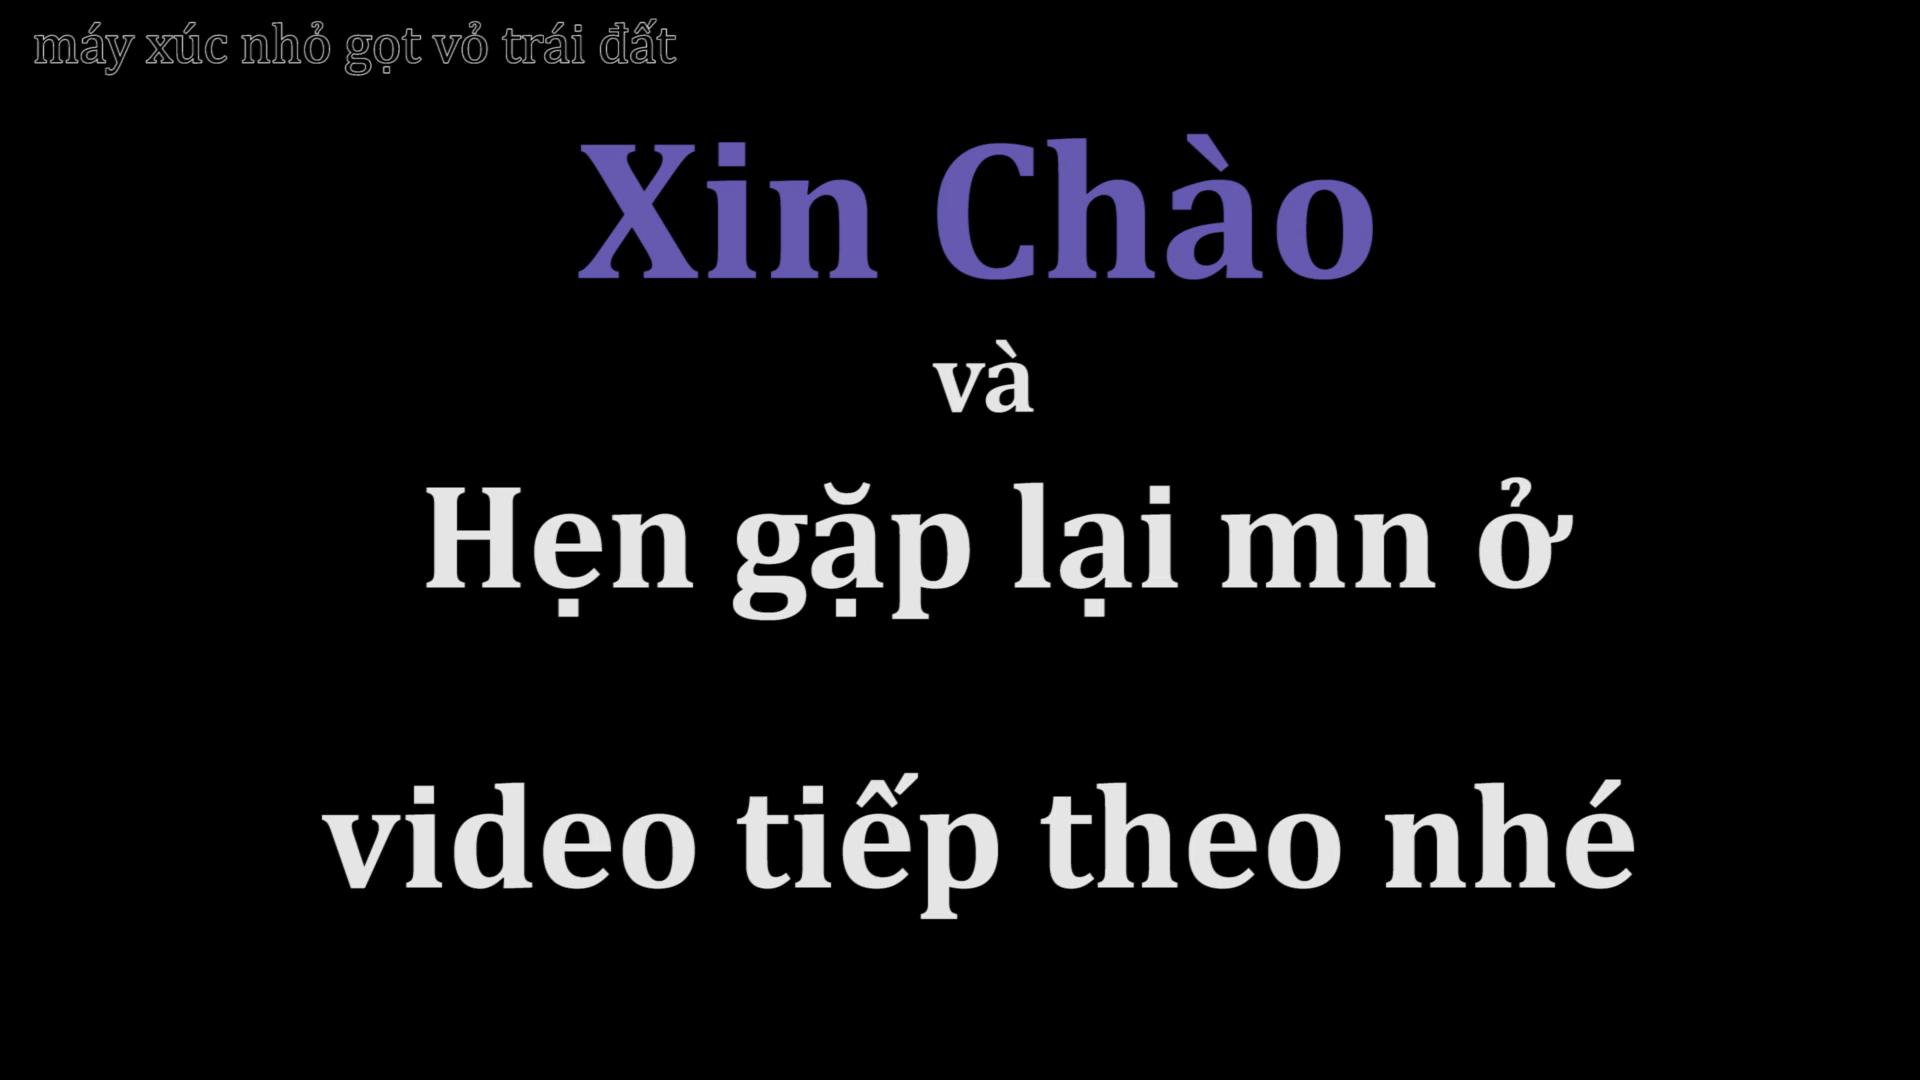 máy xúc nhỏ gọt vỏ trái đất
Xin Chào
và
Hẹn gặp lại mn ở
video tiếp theo nhé